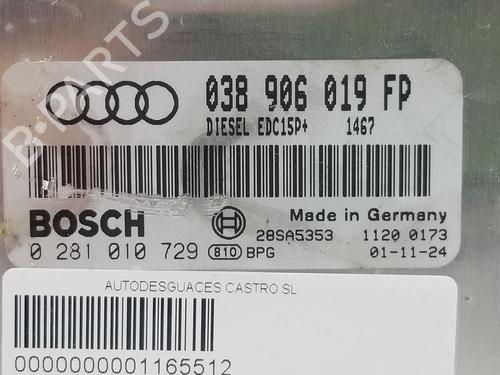 B-PARTS
038 906 019 FP
DIESEL EDC15P+ 1467
BOSCH
Made in Germany
28SA5353 1120 0173
0 281 010 729 810 BPG 01-11-24
AUTODESGUACES CASTRO SL
0000000001165512